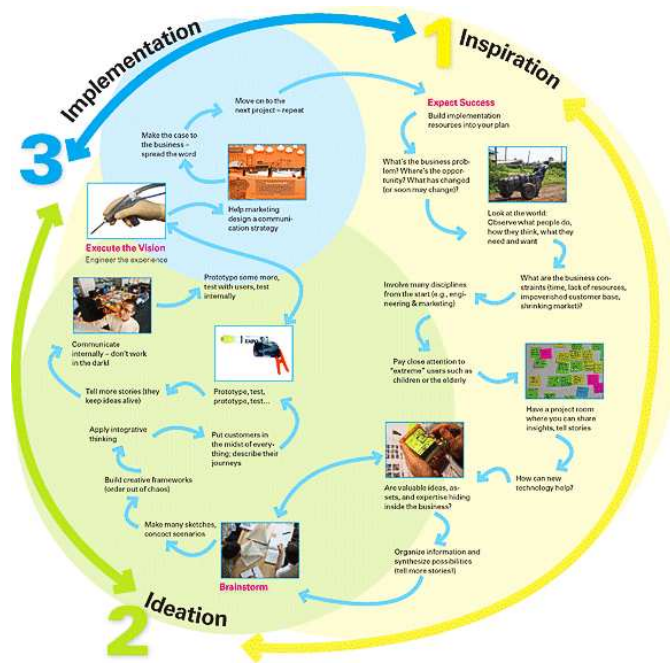 1
Inspiration
Expect Success
Build implementation
resources into your plan
What's the business prob-
lem? Where's the oppor-
tunity? What has changed
(or soon may change)?
Look at the world:
Observe what people do,
how they think, what they
need and want
What are the business con-
straints (time, lack of resources,
impoverished customer base,
shrinking market)?
Involve many disciplines
from the start (e.g., engi-
neering & marketing)
Pay close attention to
"extreme" users such as
children or the elderly
Have a project room
where you can share
insights, tell stories
How can new
technology help?
Are valuable ideas, as-
sets, and expertise hiding
inside the business?
Organize information and
synthesize possibilities
(tell more stories!)
2
Ideation
Brainstorm
Make many sketches,
concoct scenarios
Build creative frameworks
(order out of chaos)
Apply integrative
thinking
Put customers in
the midst of every-
thing; describe their
journeys
Prototype, test,
prototype, test...
Tell more stories (they
keep ideas alive)
Communicate
internally – don't work
in the dark!
Prototype some more,
test with users, test
internally
3
Implementation
Execute the Vision
Engineer the experience
Help marketing
design a communi-
cation strategy
Make the case to
the business –
spread the word
Move on to the
next project – repeat